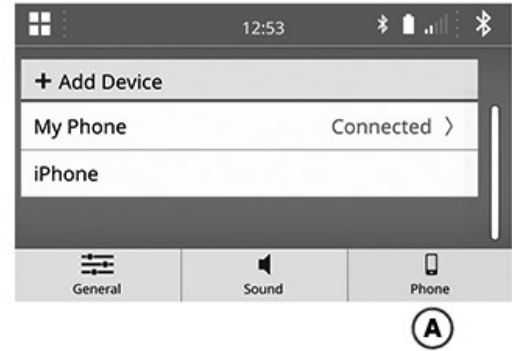 12:53
+ Add Device
My Phone Connected >
iPhone
General Sound Phone
A